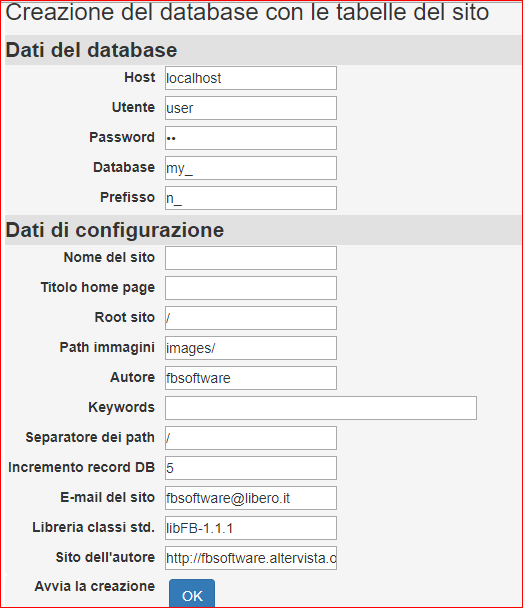 Creazione del database con le tabelle del sito
Dati del database
Host localhost
Utente user
Password ••
Database my_
Prefisso n_
Dati di configurazione
Nome del sito
Titolo home page
Root sito /
Path immagini images/
Autore fbsoftware
Keywords
Separatore dei path /
Incremento record DB 5
E-mail del sito fbsoftware@libero.it
Libreria classi std. libFB-1.1.1
Sito dell'autore http://fbsoftware.altervista.o
Avvia la creazione OK